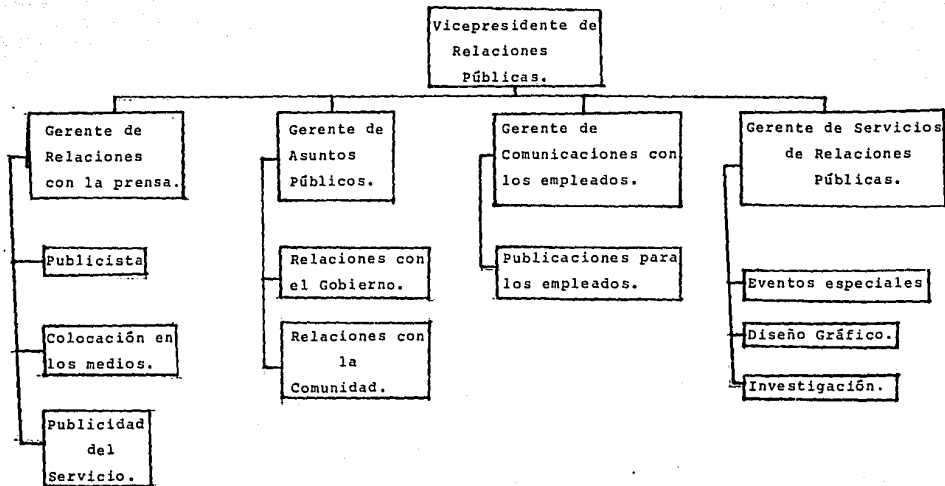 Vicepresidente de
Relaciones
Públicas.
Gerente de
Relaciones
con la prensa.
Publicista
Colocación en
los medios.
Publicidad
del
Servicio.
Gerente de
Asuntos
Públicos.
Relaciones con
el Gobierno.
Relaciones con
la
Comunidad.
Gerente de
Comunicaciones con
los empleados.
Publicaciones para
los empleados.
Gerente de Servicios
de Relaciones
Públicas.
Eventos especiales
Diseño Gráfico.
Investigación.